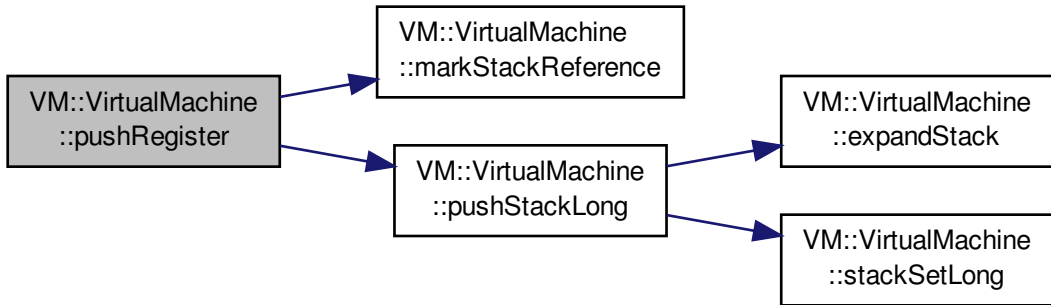 VM::VirtualMachine
::pushRegister
VM::VirtualMachine
::markStackReference
VM::VirtualMachine
::pushStackLong
VM::VirtualMachine
::expandStack
VM::VirtualMachine
::stackSetLong